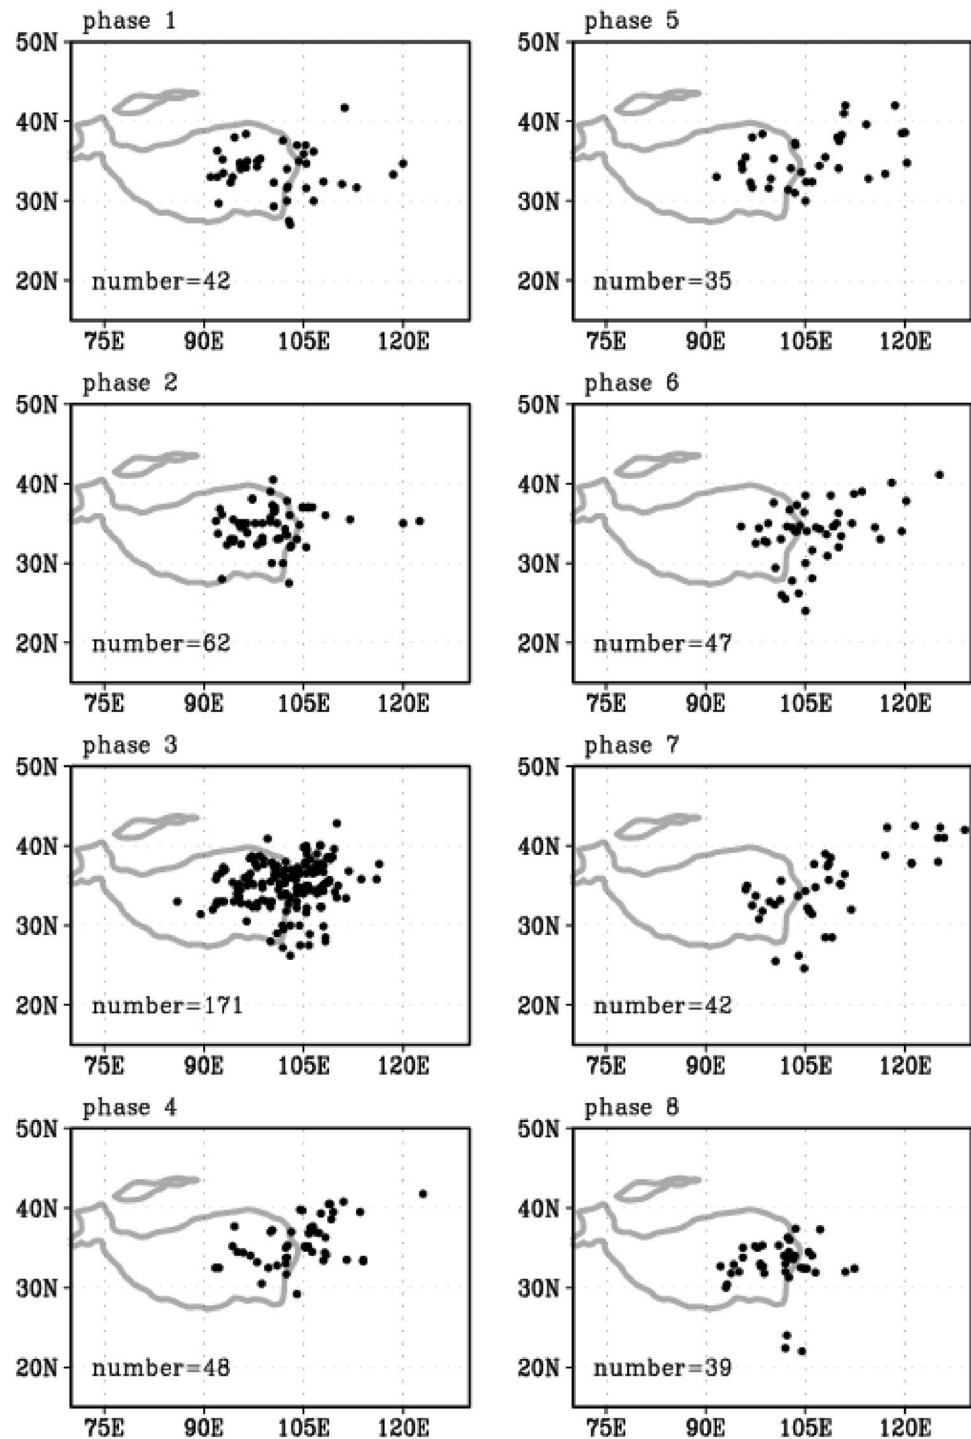 phase 1
50N
40N
30N
20N
number=42
75E 90E 105E 120E
phase 5
50N
40N
30N
20N
number=35
75E 90E 105E 120E
phase 2
50N
40N
30N
20N
number=62
75E 90E 105E 120E
phase 6
50N
40N
30N
20N
number=47
75E 90E 105E 120E
phase 3
50N
40N
30N
20N
number=171
75E 90E 105E 120E
phase 7
50N
40N
30N
20N
number=42
75E 90E 105E 120E
phase 4
50N
40N
30N
20N
number=48
75E 90E 105E 120E
phase 8
50N
40N
30N
20N
number=39
75E 90E 105E 120E